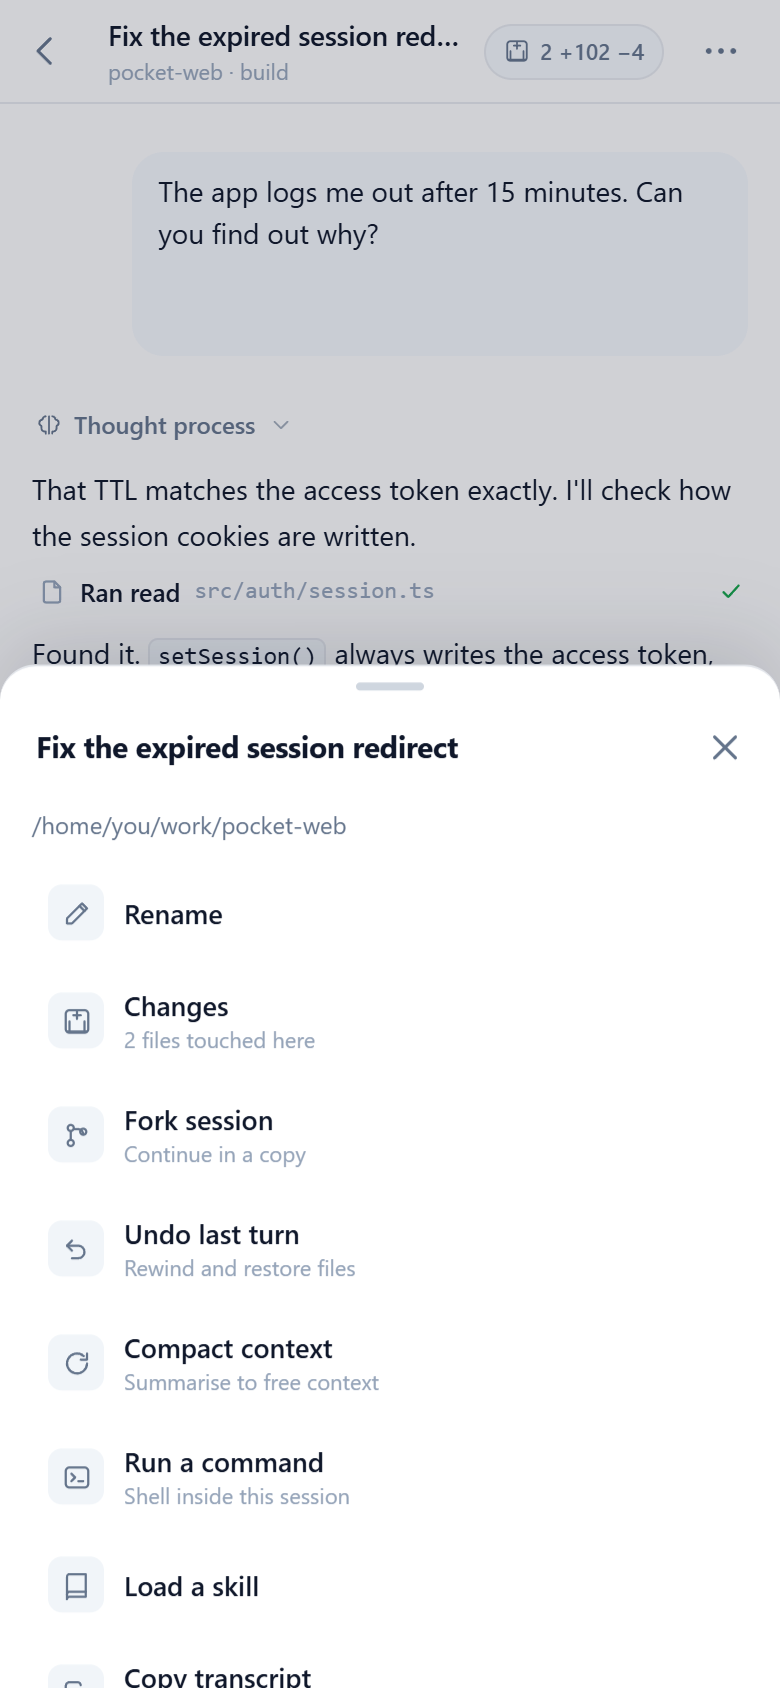 Fix the expired session red...
pocket-web · build
2 +102 −4
The app logs me out after 15 minutes. Can
you find out why?
Thought process
That TTL matches the access token exactly. I'll check how
the session cookies are written.
Ran read src/auth/session.ts
Found it. setSession() always writes the access token,
Fix the expired session redirect
/home/you/work/pocket-web
Rename
Changes
2 files touched here
Fork session
Continue in a copy
Undo last turn
Rewind and restore files
Compact context
Summarise to free context
Run a command
Shell inside this session
Load a skill
Copy transcript